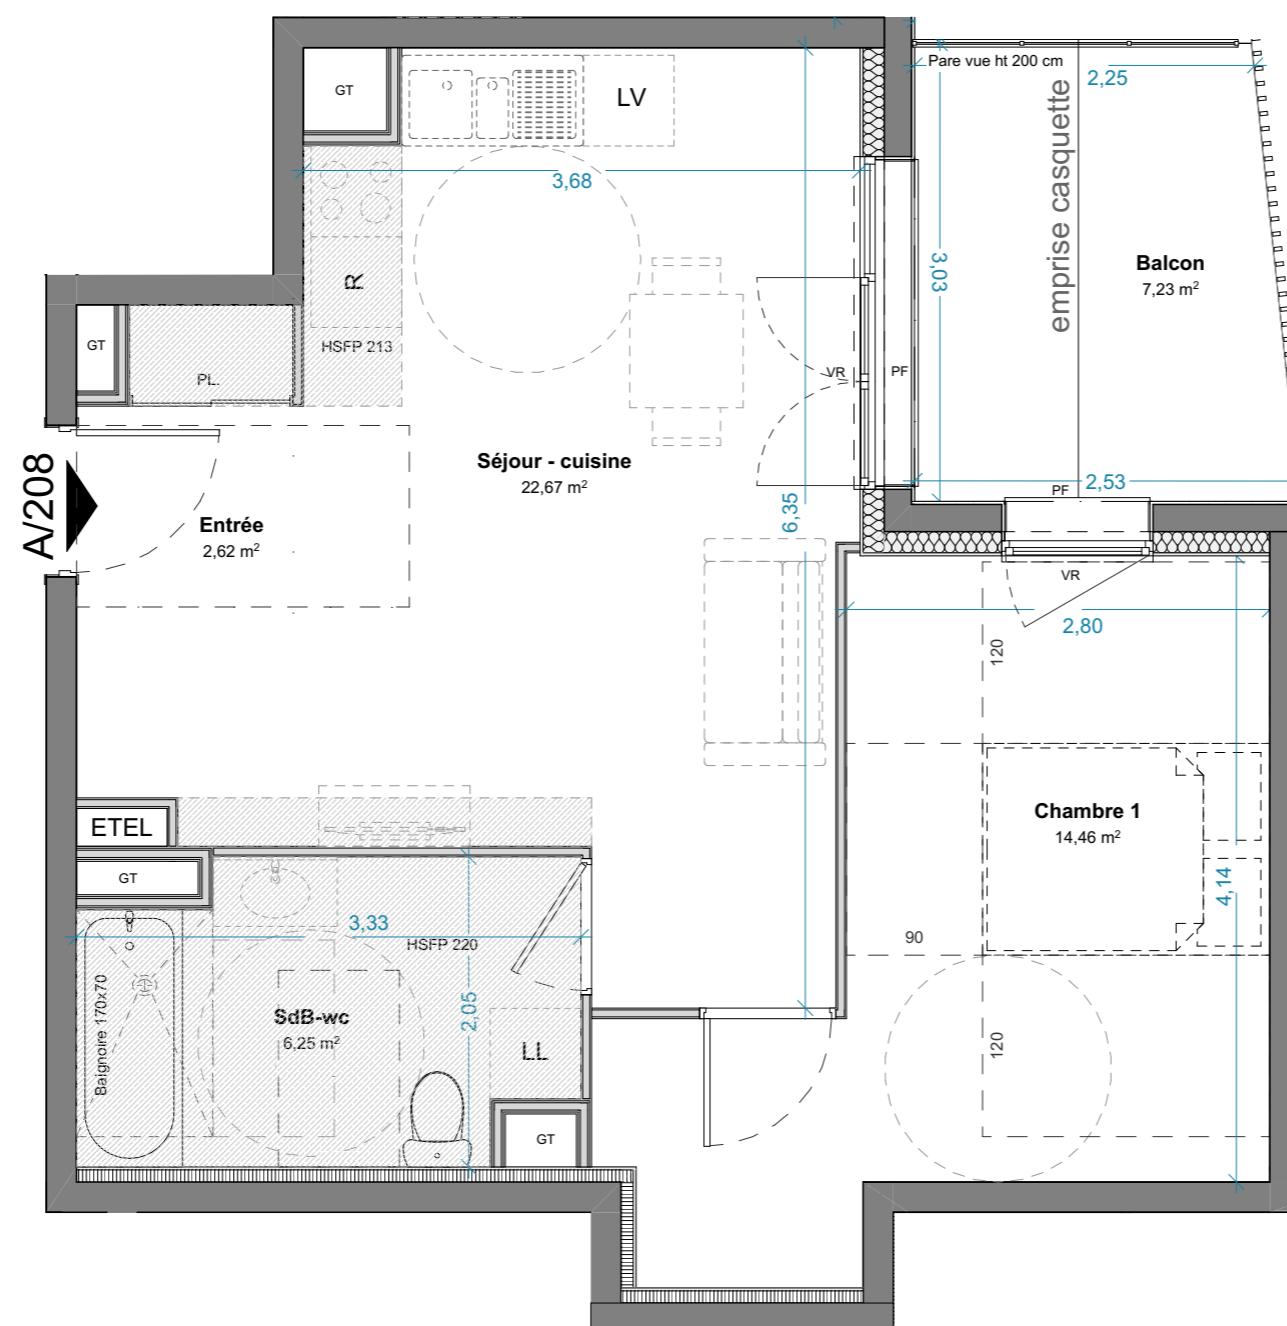 GT
LV
Pare vue ht 200 cm
2,25
emprise casquette
3,68
3,03
Balcon
7,23 m²
R
GT
HSFP 213
PL.
VR
PF
A/208
Séjour - cuisine
22,67 m²
Entrée
2,62 m²
6,35
2,53
PF
VR
2,80
120
ETEL
GT
Chambre 1
14,46 m²
4,14
3,33
HSFP 220
90
Baignoire 170x70
SdB-wc
6,25 m²
2,05
LL
120
GT